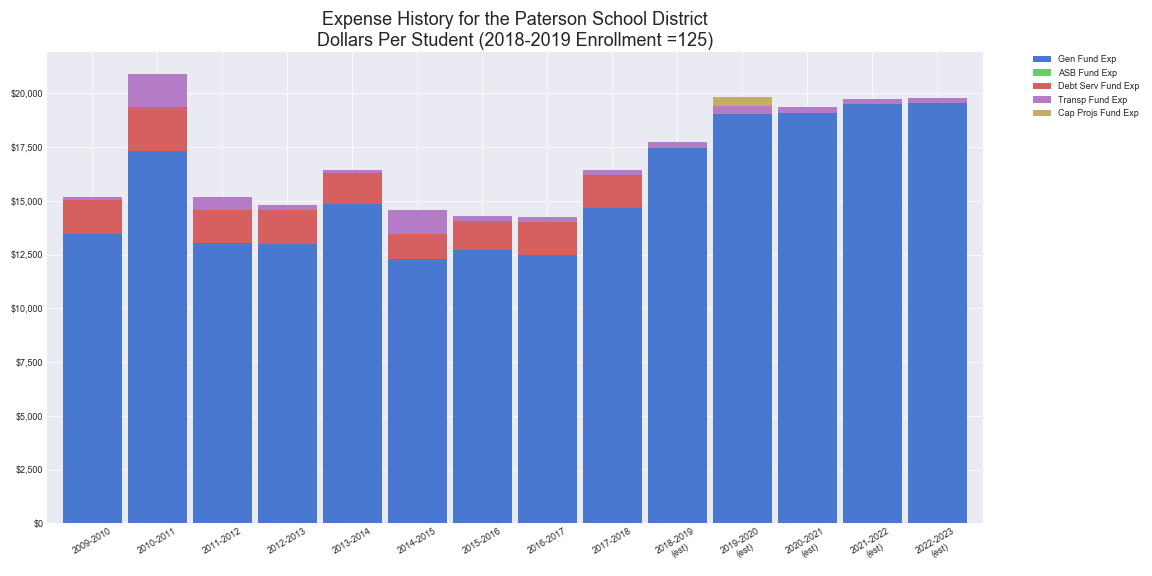 Expense History for the Paterson School District
Dollars Per Student (2018-2019 Enrollment =125)
Gen Fund Exp
ASB Fund Exp
Debt Serv Fund Exp
Transp Fund Exp
Cap Projs Fund Exp
$20,000
$17,500
$15,000
$12,500
$10,000
$7,500
$5,000
$2,500
$0
2009-2010
2010-2011
2011-2012
2012-2013
2013-2014
2014-2015
2015-2016
2016-2017
2017-2018
2018-2019
(est)
2019-2020
(est)
2020-2021
(est)
2021-2022
(est)
2022-2023
(est)